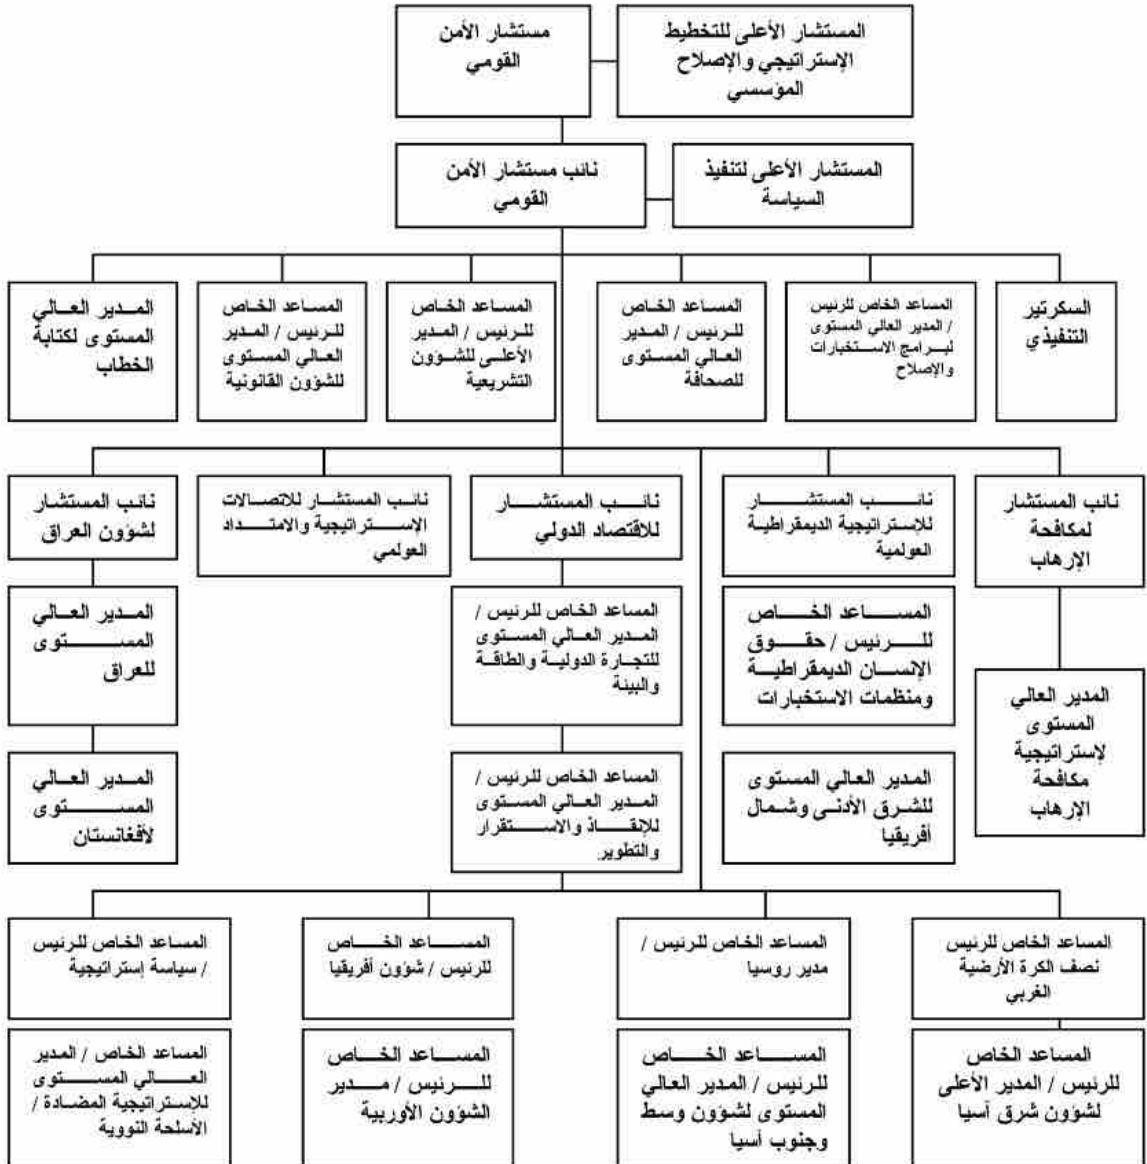 المستشار الأعلى للتخطيط
الإستراتيجي والإصلاح
المؤسسي
مستشار الأمن
القومي
المستشار الأعلى لتنفيذ
السياسة
نائب مستشار الأمن
القومي
السكرتير
التنفيذي
المساعد الخاص للرئيس
/ المدير العالي المستوى
لبرامج الاستخبارات
والإصلاح
المساعد الخاص
للرئيس / المدير
العالي المستوى
للصحافة
المساعد الخاص
للرئيس / المدير
الأعلى للشؤون
التشريعية
المساعد الخاص
للرئيس / المدير
العالي المستوى
للشؤون القانونية
المدير العالي
المستوى لكتابة
الخطاب
نائب المستشار
لمكافحة
الإرهاب
نائب المستشار
للإستراتيجية الديمقراطية
العولمية
نائب المستشار
للاقتصاد الدولي
نائب المستشار للاتصالات
الإستراتيجية والامتداد
العولمي
نائب المستشار
لشؤون العراق
المدير العالي
المستوى
لإستراتيجية
مكافحة
الإرهاب
المساعد الخاص
للرئيس / حقوق
الإنسان الديمقراطية
ومنظمات الاستخبارات
المساعد الخاص للرئيس /
المدير العالي المستوى
للتجارة الدولية والطاقة
والبيئة
المدير العالي
المستوى
للعراق
المدير العالي المستوى
للشرق الأدنى وشمال
أفريقيا
المساعد الخاص للرئيس /
المدير العالي المستوى
للإنقاذ والاستقرار
والتطوير
المدير العالي
المستوى
لأفغانستان
المساعد الخاص للرئيس
نصف الكرة الأرضية
الغربي
المساعد الخاص للرئيس /
مدير روسيا
المساعد الخاص
للرئيس / شؤون أفريقيا
المساعد الخاص للرئيس
/ سياسة إستراتيجية
المساعد الخاص
للرئيس / المدير الأعلى
لشؤون شرق آسيا
المساعد الخاص
للرئيس / المدير العالي
المستوى لشؤون وسط
وجنوب آسيا
المساعد الخاص
للرئيس / مدير
الشؤون الأوربية
المساعد الخاص / المدير
العالي المستوى
للإستراتيجية المضادة /
الأسلحة النووية